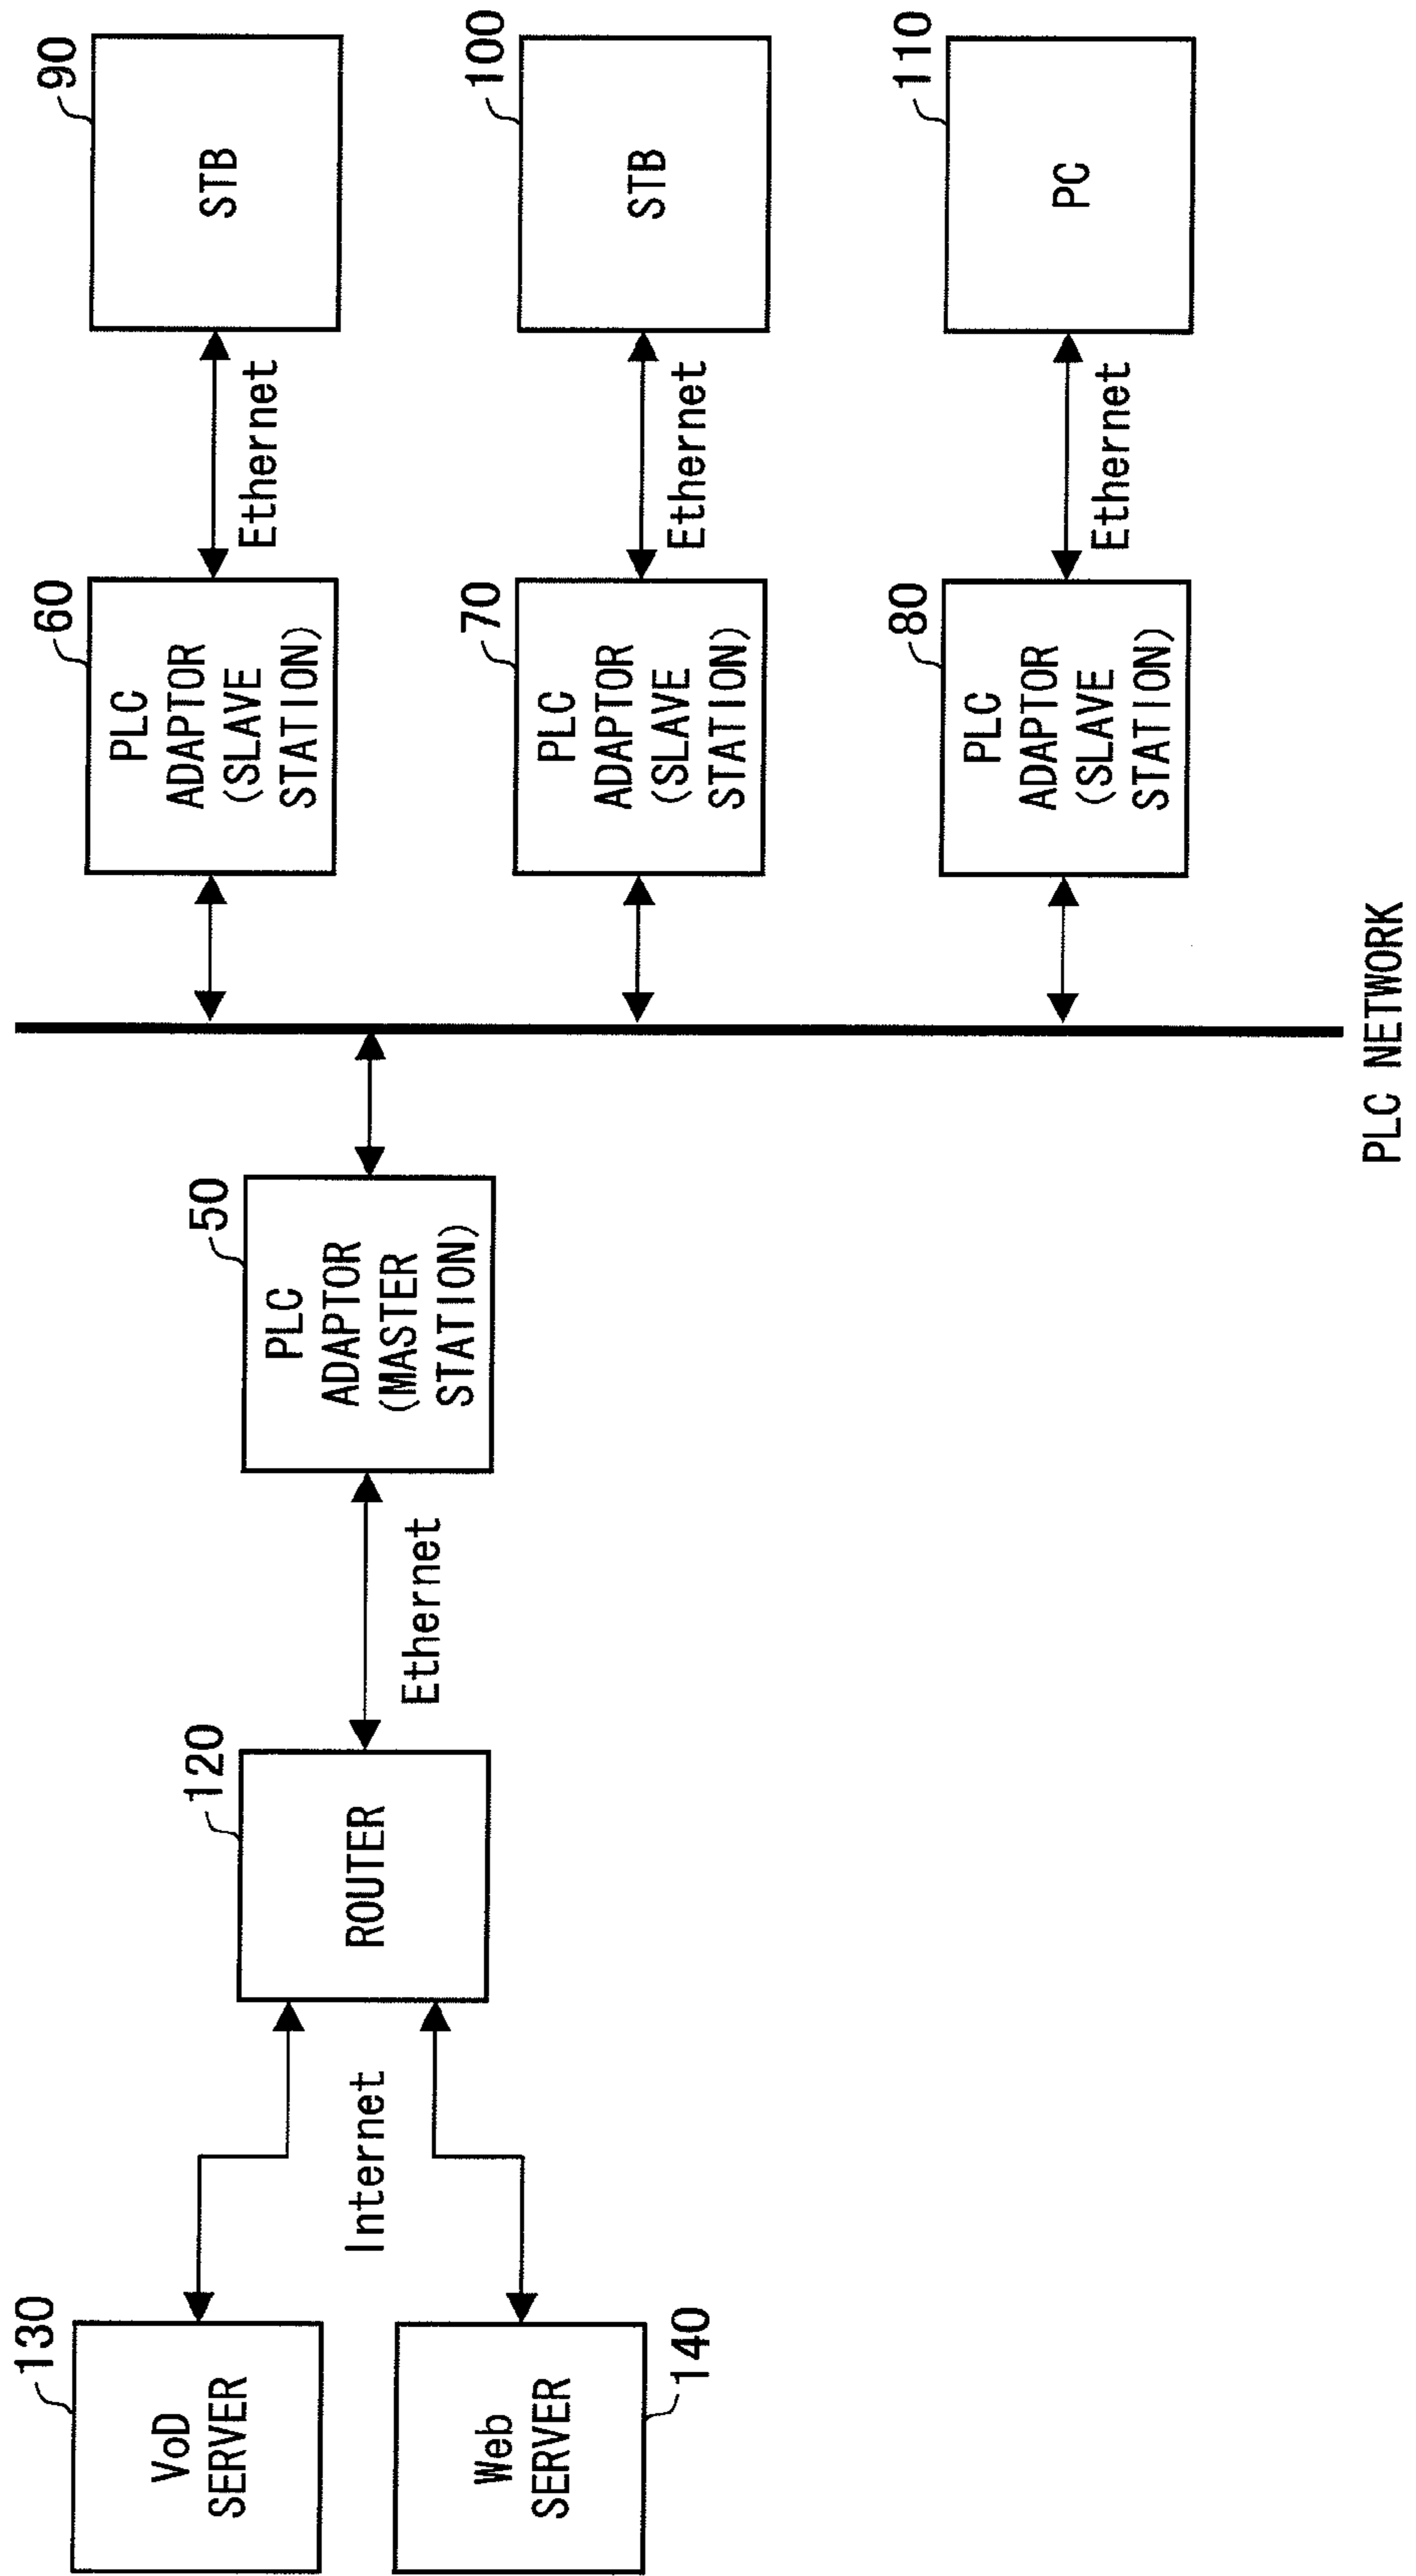 130
VoD
SERVER
Web
SERVER
140
Internet
120
ROUTER
Ethernet
50
PLC
ADAPTOR
(MASTER
STATION)
PLC NETWORK
60
PLC
ADAPTOR
(SLAVE
STATION)
Ethernet
90
STB
70
PLC
ADAPTOR
(SLAVE
STATION)
Ethernet
100
STB
80
PLC
ADAPTOR
(SLAVE
STATION)
Ethernet
110
PC